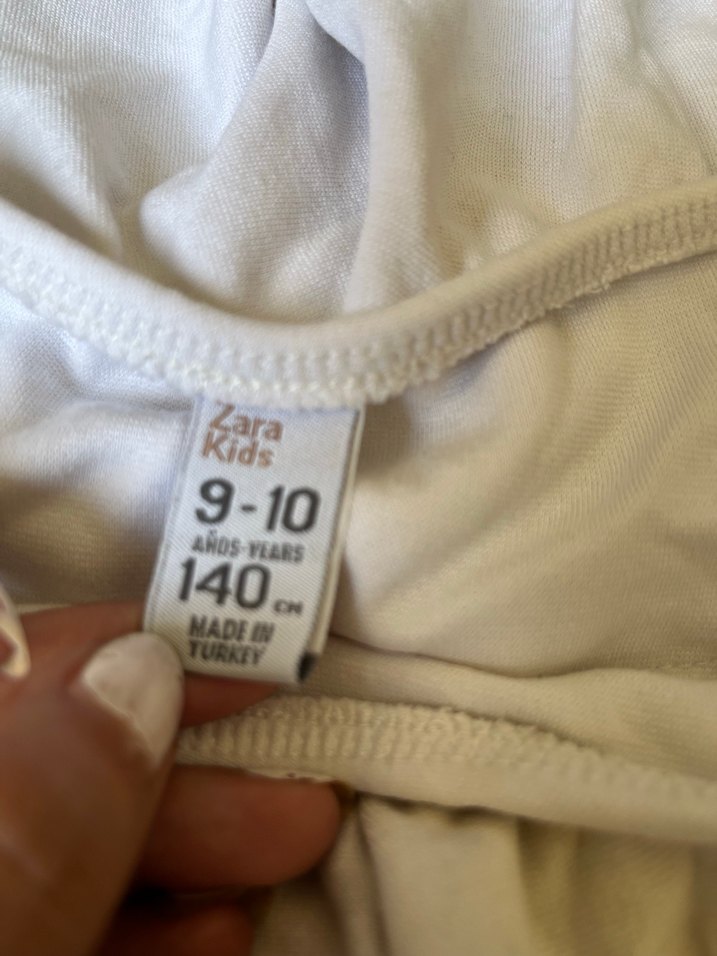 Zara
Kids
9-10
AÑOS-YEARS
140 CM
MADE IN
TURKEY